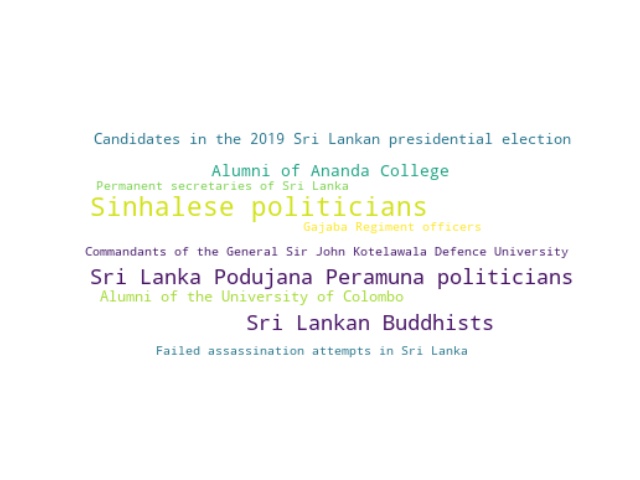 Candidates in the 2019 Sri Lankan presidential election
Alumni of Ananda College
Permanent secretaries of Sri Lanka
Sinhalese politicians
Gajaba Regiment officers
Commandants of the General Sir John Kotelawala Defence University
Sri Lanka Podujana Peramuna politicians
Alumni of the University of Colombo
Sri Lankan Buddhists
Failed assassination attempts in Sri Lanka